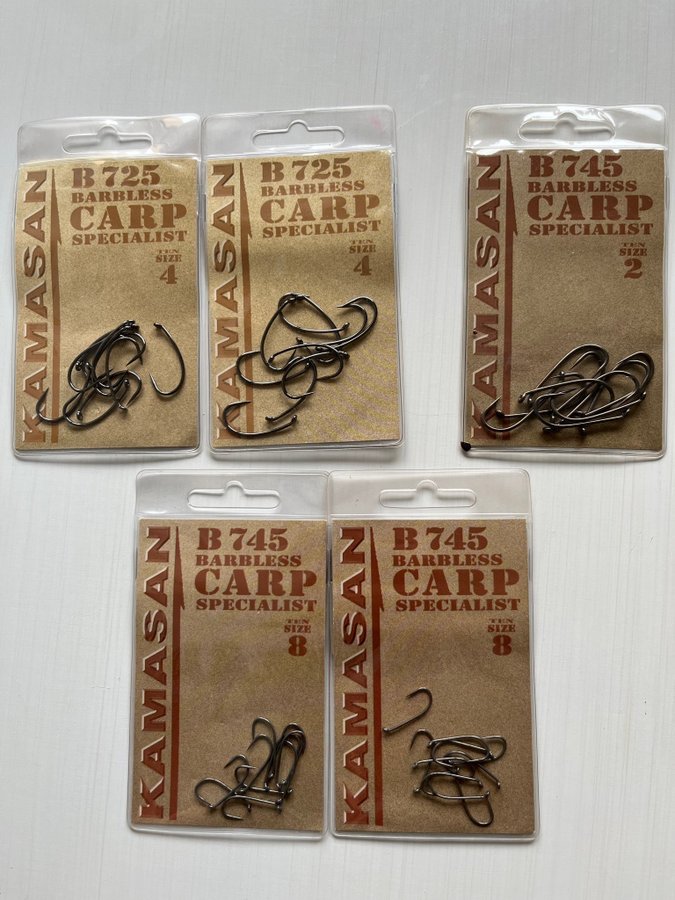 KAMASAN
B 725
BARBLESS
CARP
SPECIALIST
TEN
SIZE
4
KAMASAN
B 725
BARBLESS
CARP
SPECIALIST
TEN
SIZE
4
KAMASAN
B 745
BARBLESS
CARP
SPECIALIST
TEN
SIZE
2
KAMASAN
B 745
BARBLESS
CARP
SPECIALIST
TEN
SIZE
8
KAMASAN
B 745
BARBLESS
CARP
SPECIALIST
TEN
SIZE
8